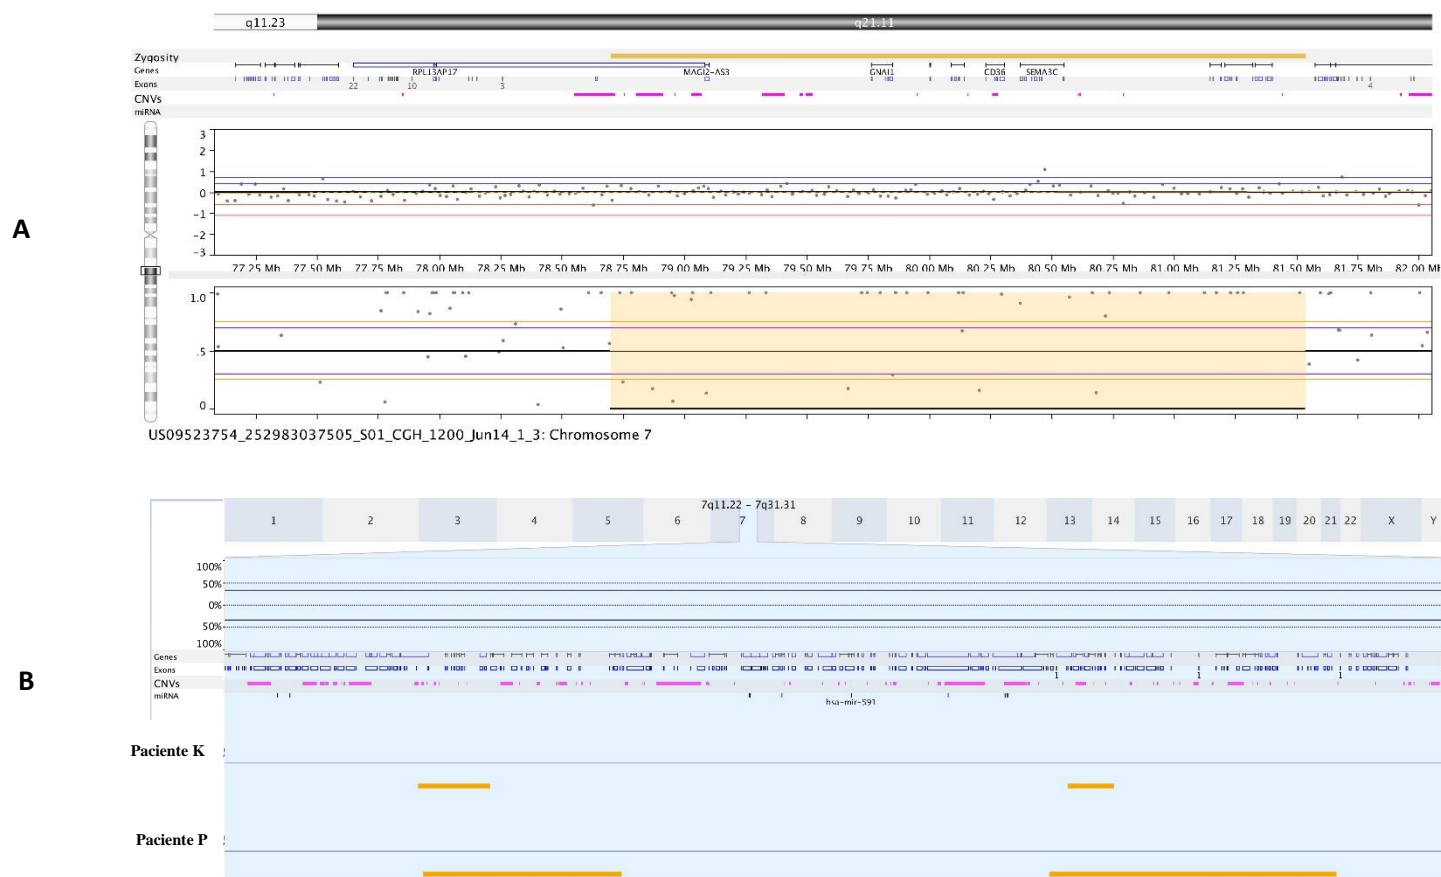 q11.23 q21.11
Zygosity
Genes RPL13AP17 MAGI2-AS3 GNAI1 CD36 SEMA3C
Exons
22 10 3 4
CNVs
miRNA
A
3
2
1
0
-1
-2
-3
77.25 Mb 77.50 Mb 77.75 Mb 78.00 Mb 78.25 Mb 78.50 Mb 78.75 Mb 79.00 Mb 79.25 Mb 79.50 Mb 79.75 Mb 80.00 Mb 80.25 Mb 80.50 Mb 80.75 Mb 81.00 Mb 81.25 Mb 81.50 Mb 81.75 Mb 82.00 Mb
1.0
.5
0
US09523754_252983037505_S01_CGH_1200_Jun14_1_3: Chromosome 7
7q11.22 - 7q31.31
1 2 3 4 5 6 7 8 9 10 11 12 13 14 15 16 17 18 19 20 21 22 X Y
100%
50%
0%
50%
100%
Genes
Exons
B
CNVs
1 1 1
miRNA
hsa-mir-591
Paciente K
Paciente P